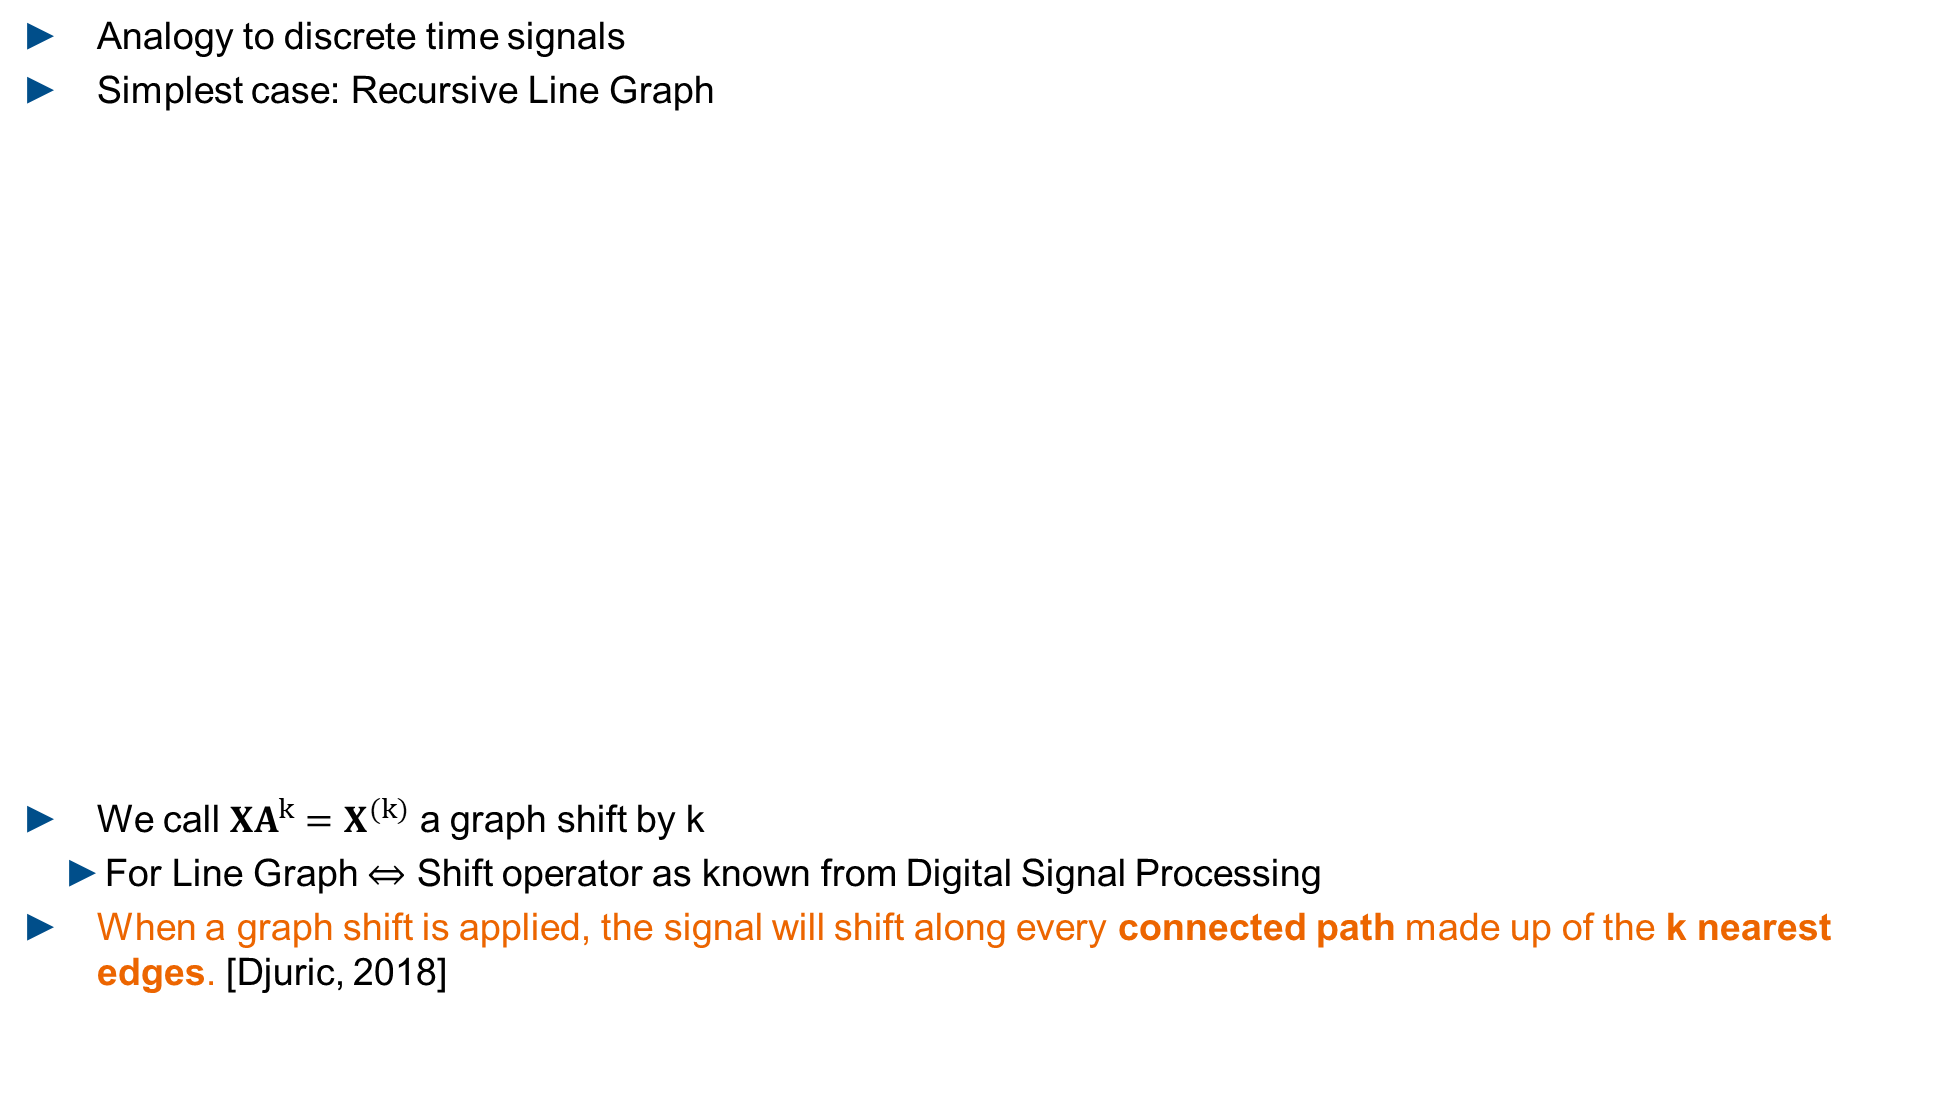 ► Analogy to discrete time signals
► Simplest case: Recursive Line Graph
► We call 𝐗𝐀ᵏ = 𝐗⁽ᵏ⁾ a graph shift by k
► For Line Graph ⇔ Shift operator as known from Digital Signal Processing
► When a graph shift is applied, the signal will shift along every connected path made up of the k nearest
edges. [Djuric, 2018]